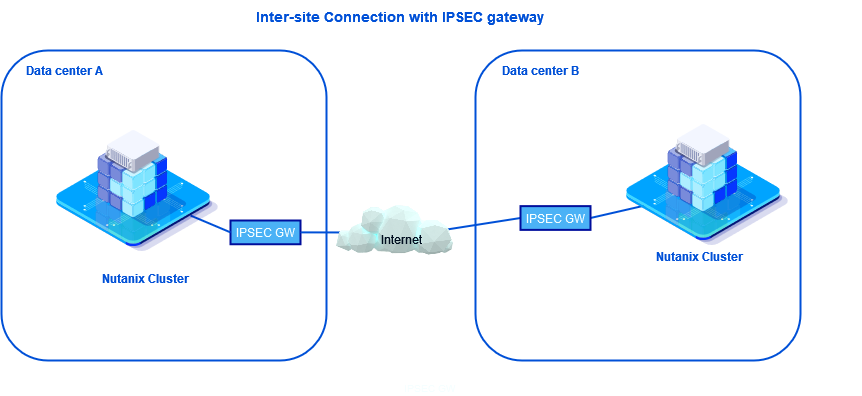 Inter-site Connection with IPSEC gateway
Data center A
Data center B
IPSEC GW
Internet
IPSEC GW
Nutanix Cluster
Nutanix Cluster